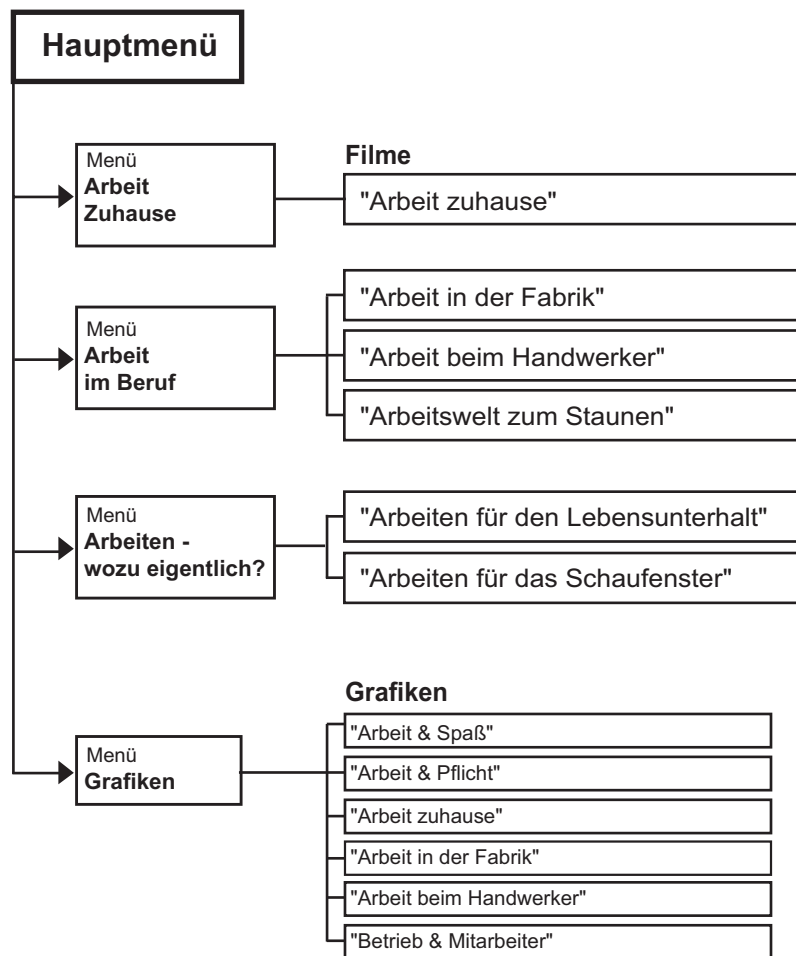 Hauptmenü
Menü
Arbeit
Zuhause
Filme
"Arbeit zuhause"
Menü
Arbeit
im Beruf
"Arbeit in der Fabrik"
"Arbeit beim Handwerker"
"Arbeitswelt zum Staunen"
Menü
Arbeiten -
wozu eigentlich?
"Arbeiten für den Lebensunterhalt"
"Arbeiten für das Schaufenster"
Menü
Grafiken
Grafiken
"Arbeit & Spaß"
"Arbeit & Pflicht"
"Arbeit zuhause"
"Arbeit in der Fabrik"
"Arbeit beim Handwerker"
"Betrieb & Mitarbeiter"